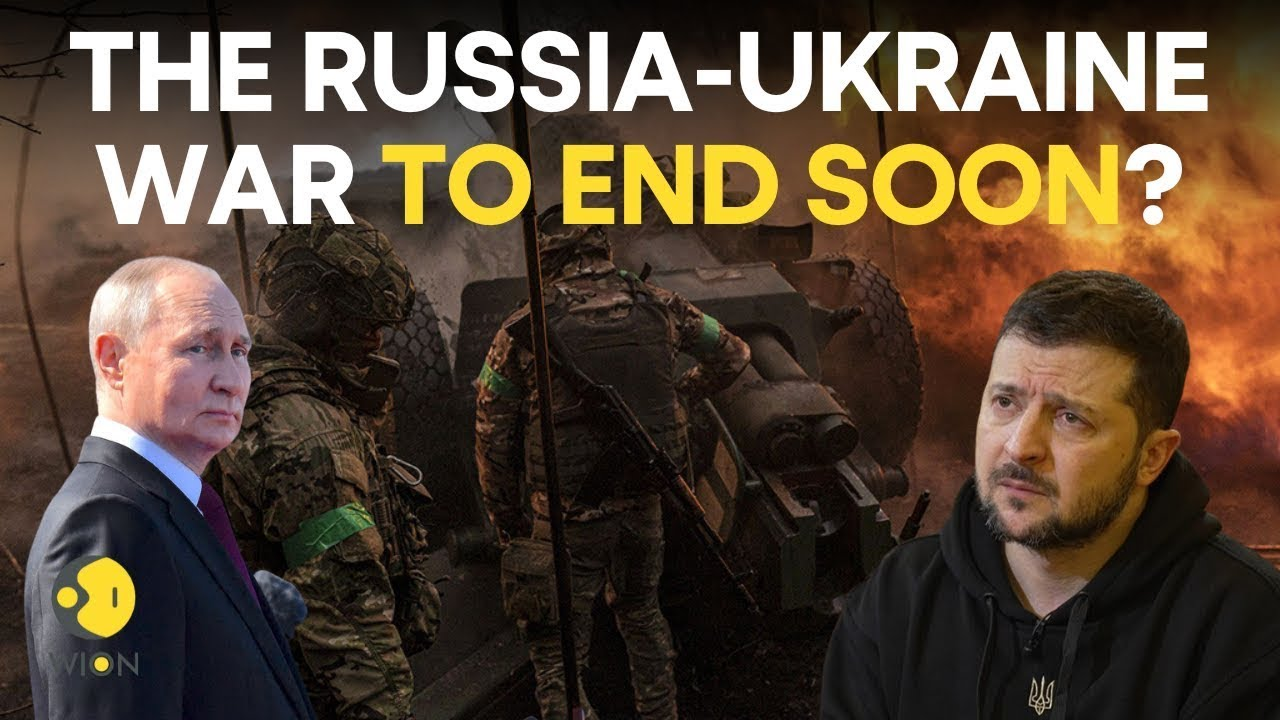 THE RUSSIA-UKRAINE
WAR TO END SOON?
WION